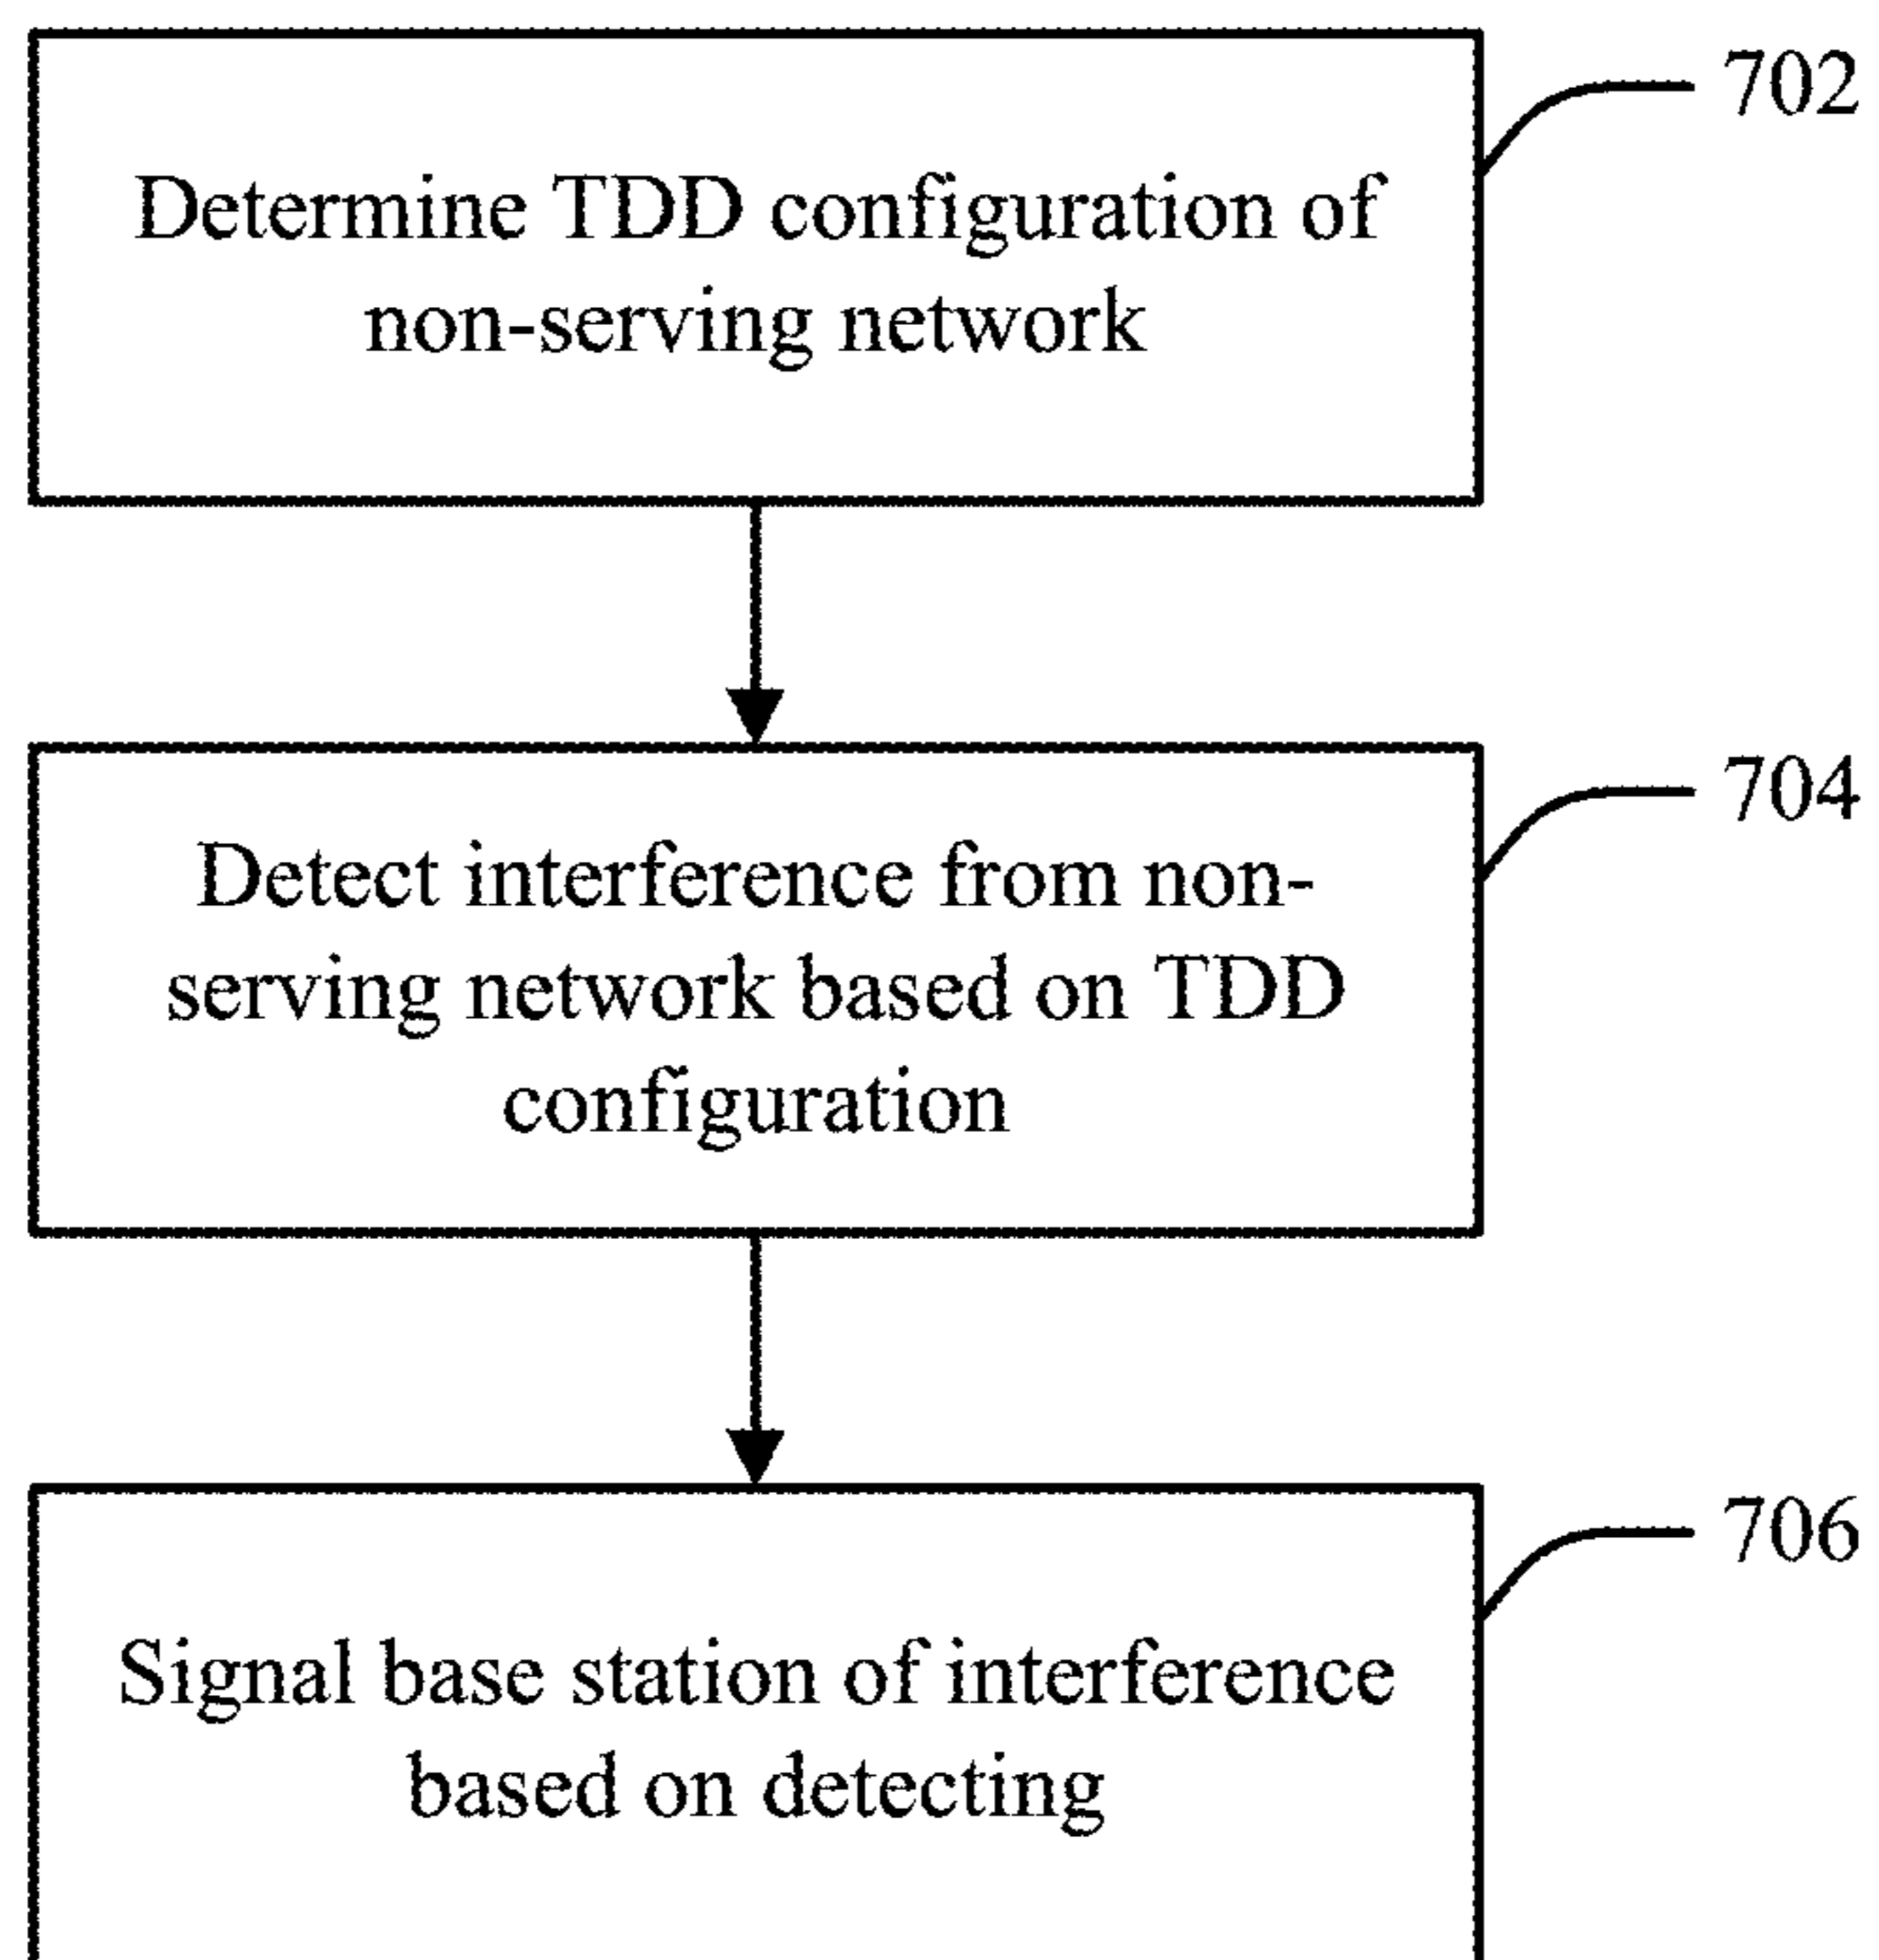 702
Determine TDD configuration of
non-serving network
704
Detect interference from non-
serving network based on TDD
configuration
706
Signal base station of interference
based on detecting